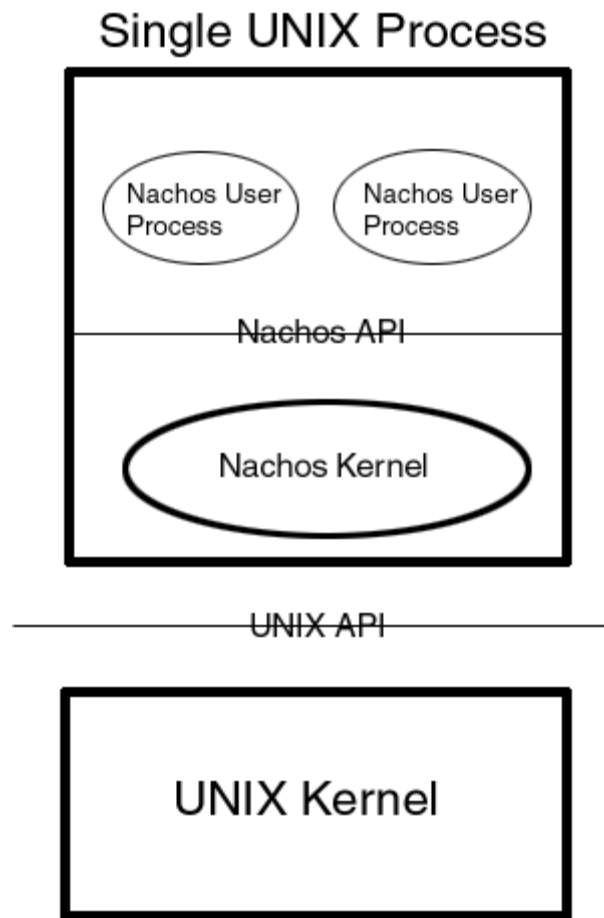 Single UNIX Process
Nachos User
Process
Nachos User
Process
Nachos API
Nachos Kernel
UNIX API
UNIX Kernel